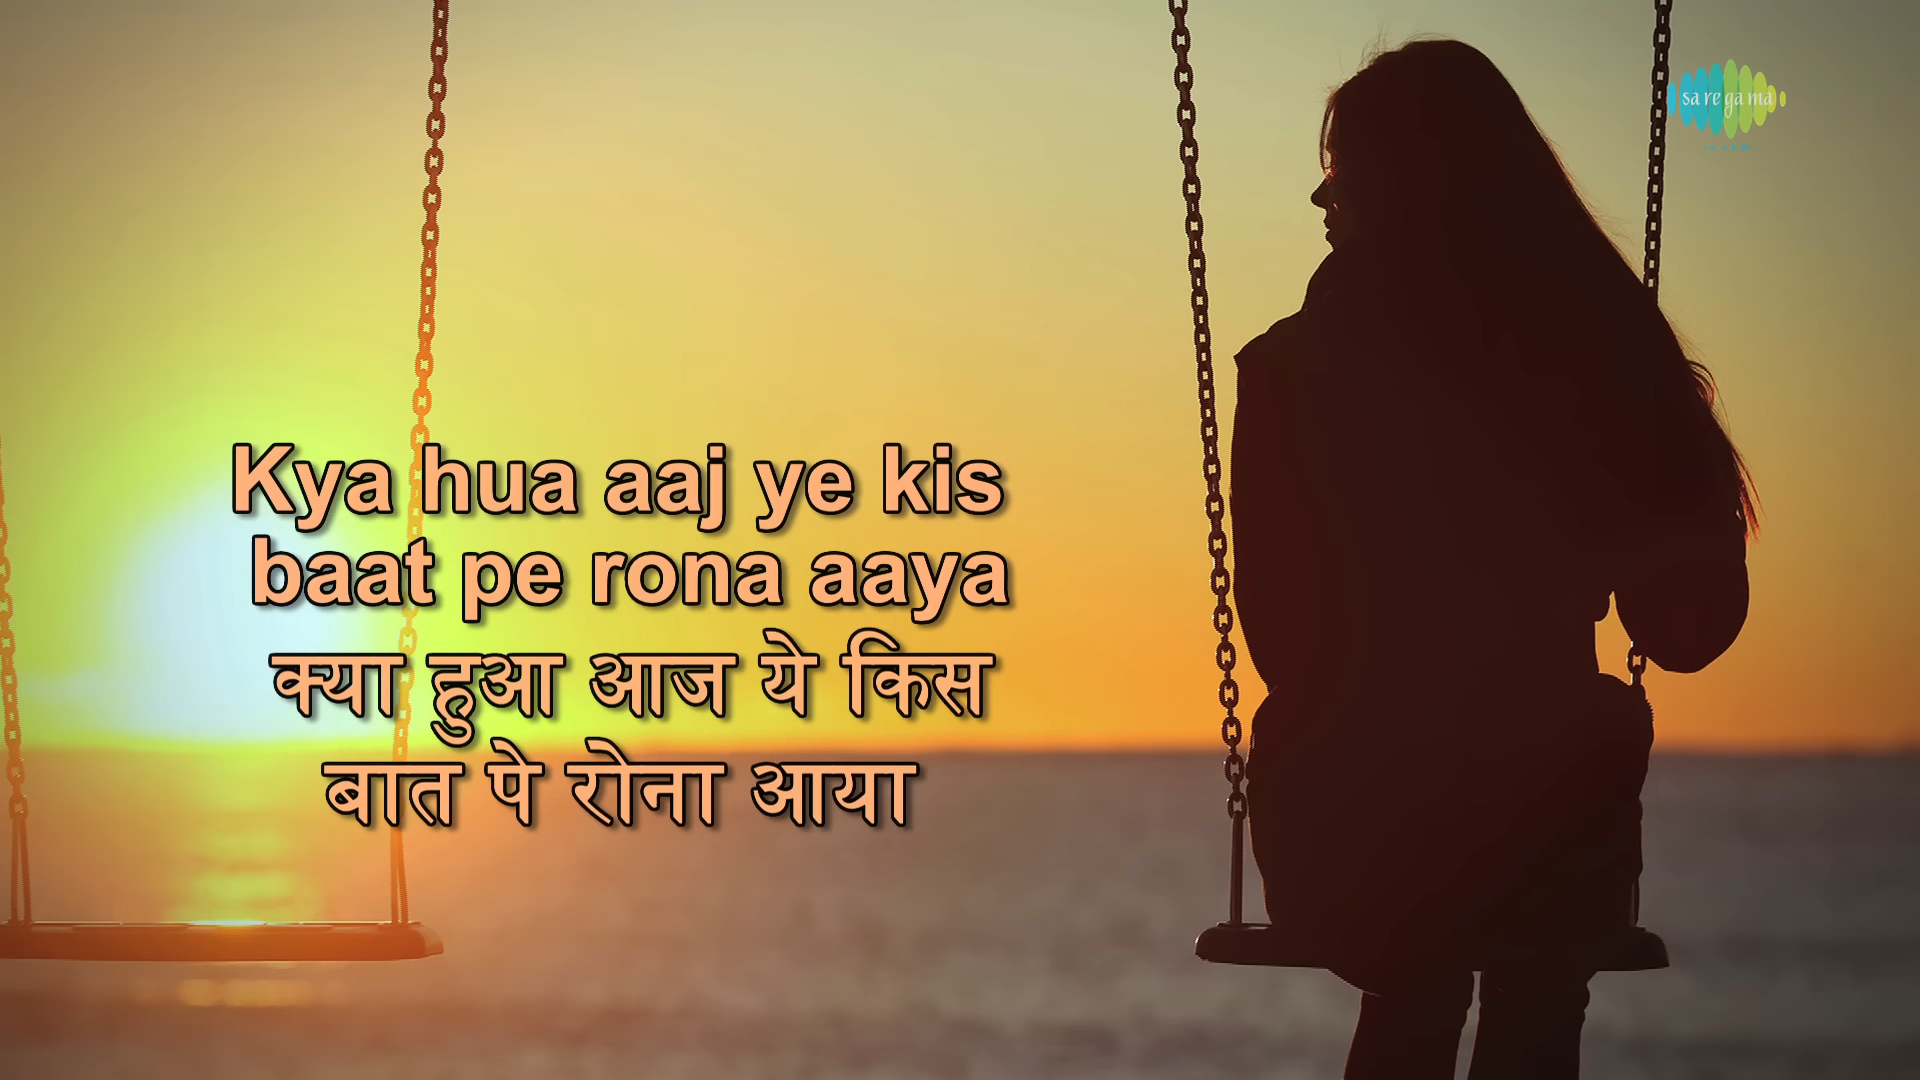 sa re ga ma
Kya hua aaj ye kis
baat pe rona aaya
क्या हुआ आज ये किस
बात पे रोना आया